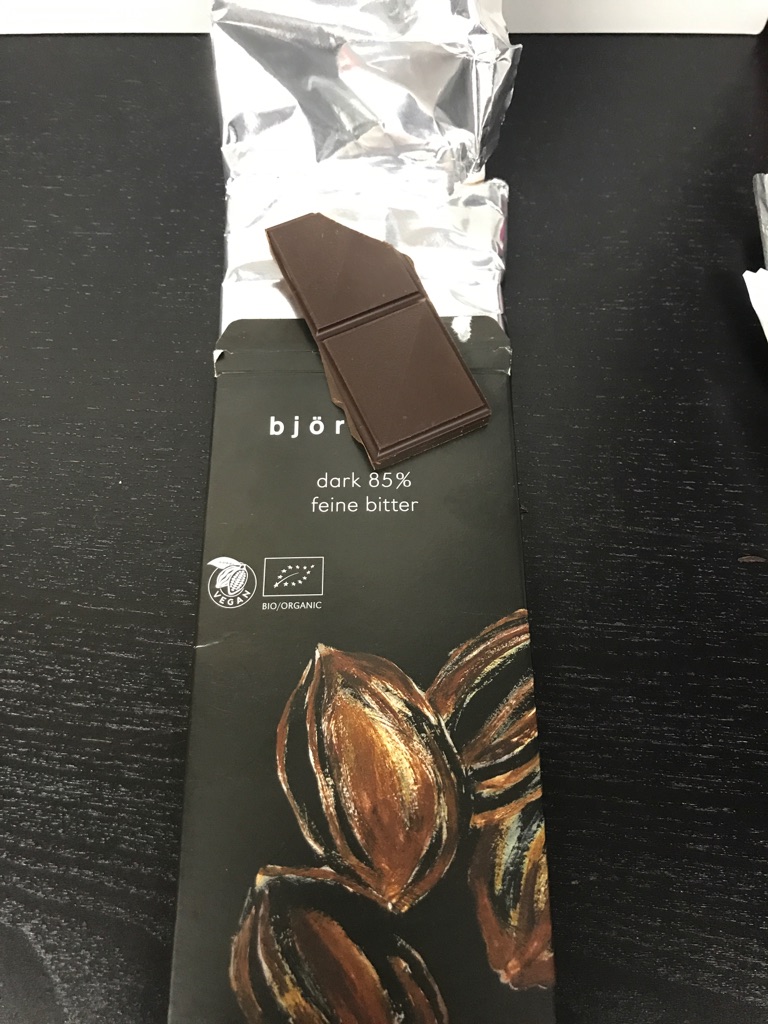 björ
dark 85%
feine bitter
VEGAN
BIO/ORGANIC